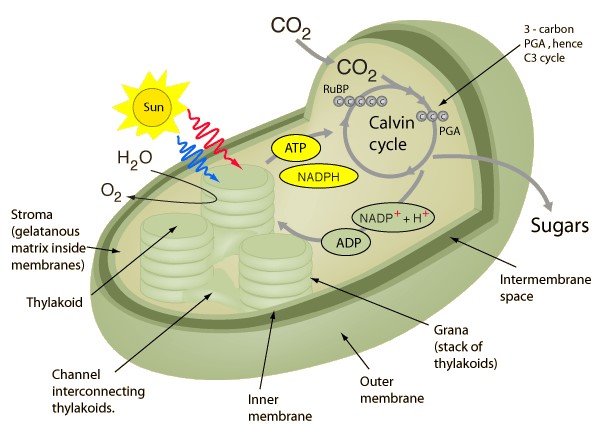 CO2
3 - carbon
PGA , hence
C3 cycle
CO2
RuBP
C C C C C
C C C
PGA
Calvin
cycle
Sun
ATP
NADPH
H2O
O2
NADP+ + H+
ADP
Sugars
Stroma
(gelatanous
matrix inside
membranes)
Thylakoid
Channel
interconnecting
thylakoids.
Inner
membrane
Outer
membrane
Grana
(stack of
thylakoids)
Intermembrane
space